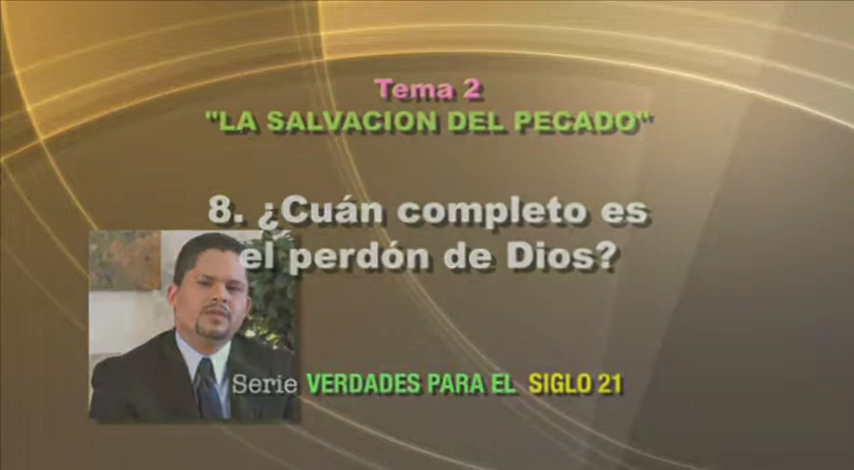 Tema 2
"LA SALVACION DEL PECADO"
8. ¿Cuán completo es
el perdón de Dios?
Serie VERDADES PARA EL SIGLO 21